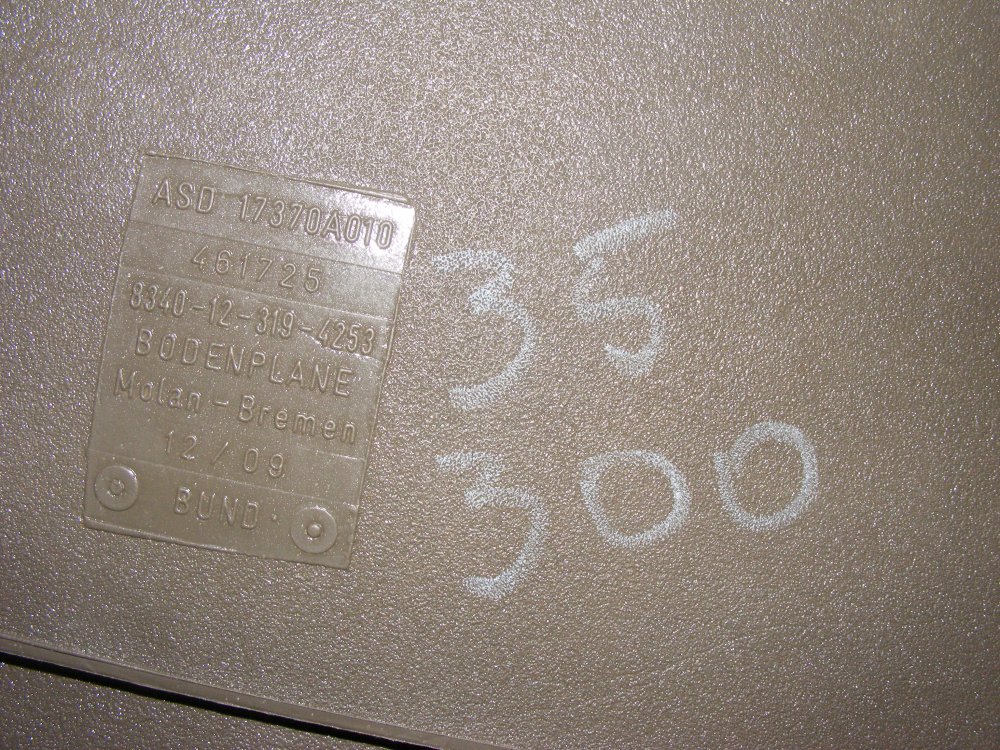 ASD 17370A010
461725
8340-12-319-4253
BODENPLANE
Molan - Bremen
12/09
BUND
35
300